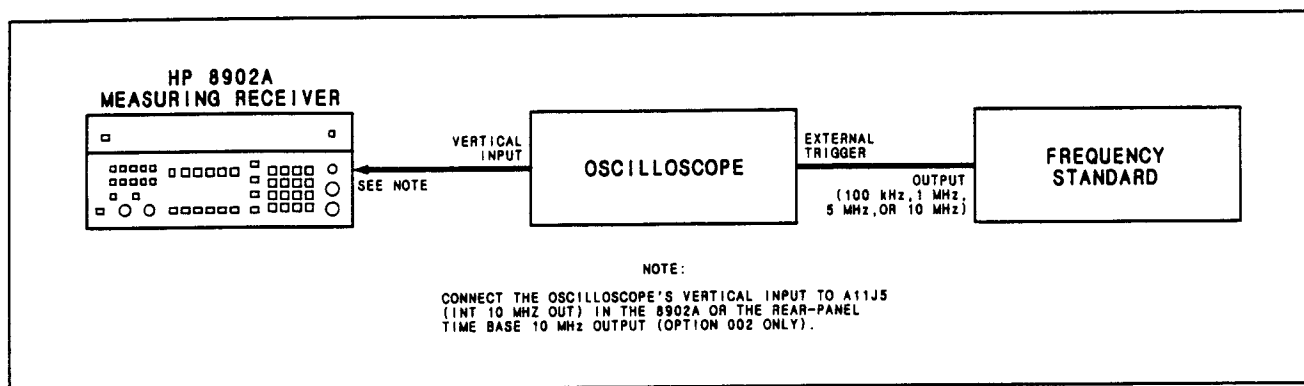 HP 8902A
MEASURING RECEIVER
VERTICAL
INPUT
SEE NOTE
OSCILLOSCOPE
EXTERNAL
TRIGGER
OUTPUT
(100 kHz,1 MHz,
5 MHz,OR 10 MHz)
FREQUENCY
STANDARD
NOTE:
CONNECT THE OSCILLOSCOPE'S VERTICAL INPUT TO A11J5
(INT 10 MHZ OUT) IN THE 8902A OR THE REAR-PANEL
TIME BASE 10 MHz OUTPUT (OPTION 002 ONLY).